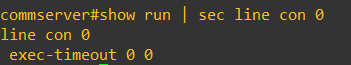 commserver#show run | sec line con 0
line con 0
 exec-timeout 0 0